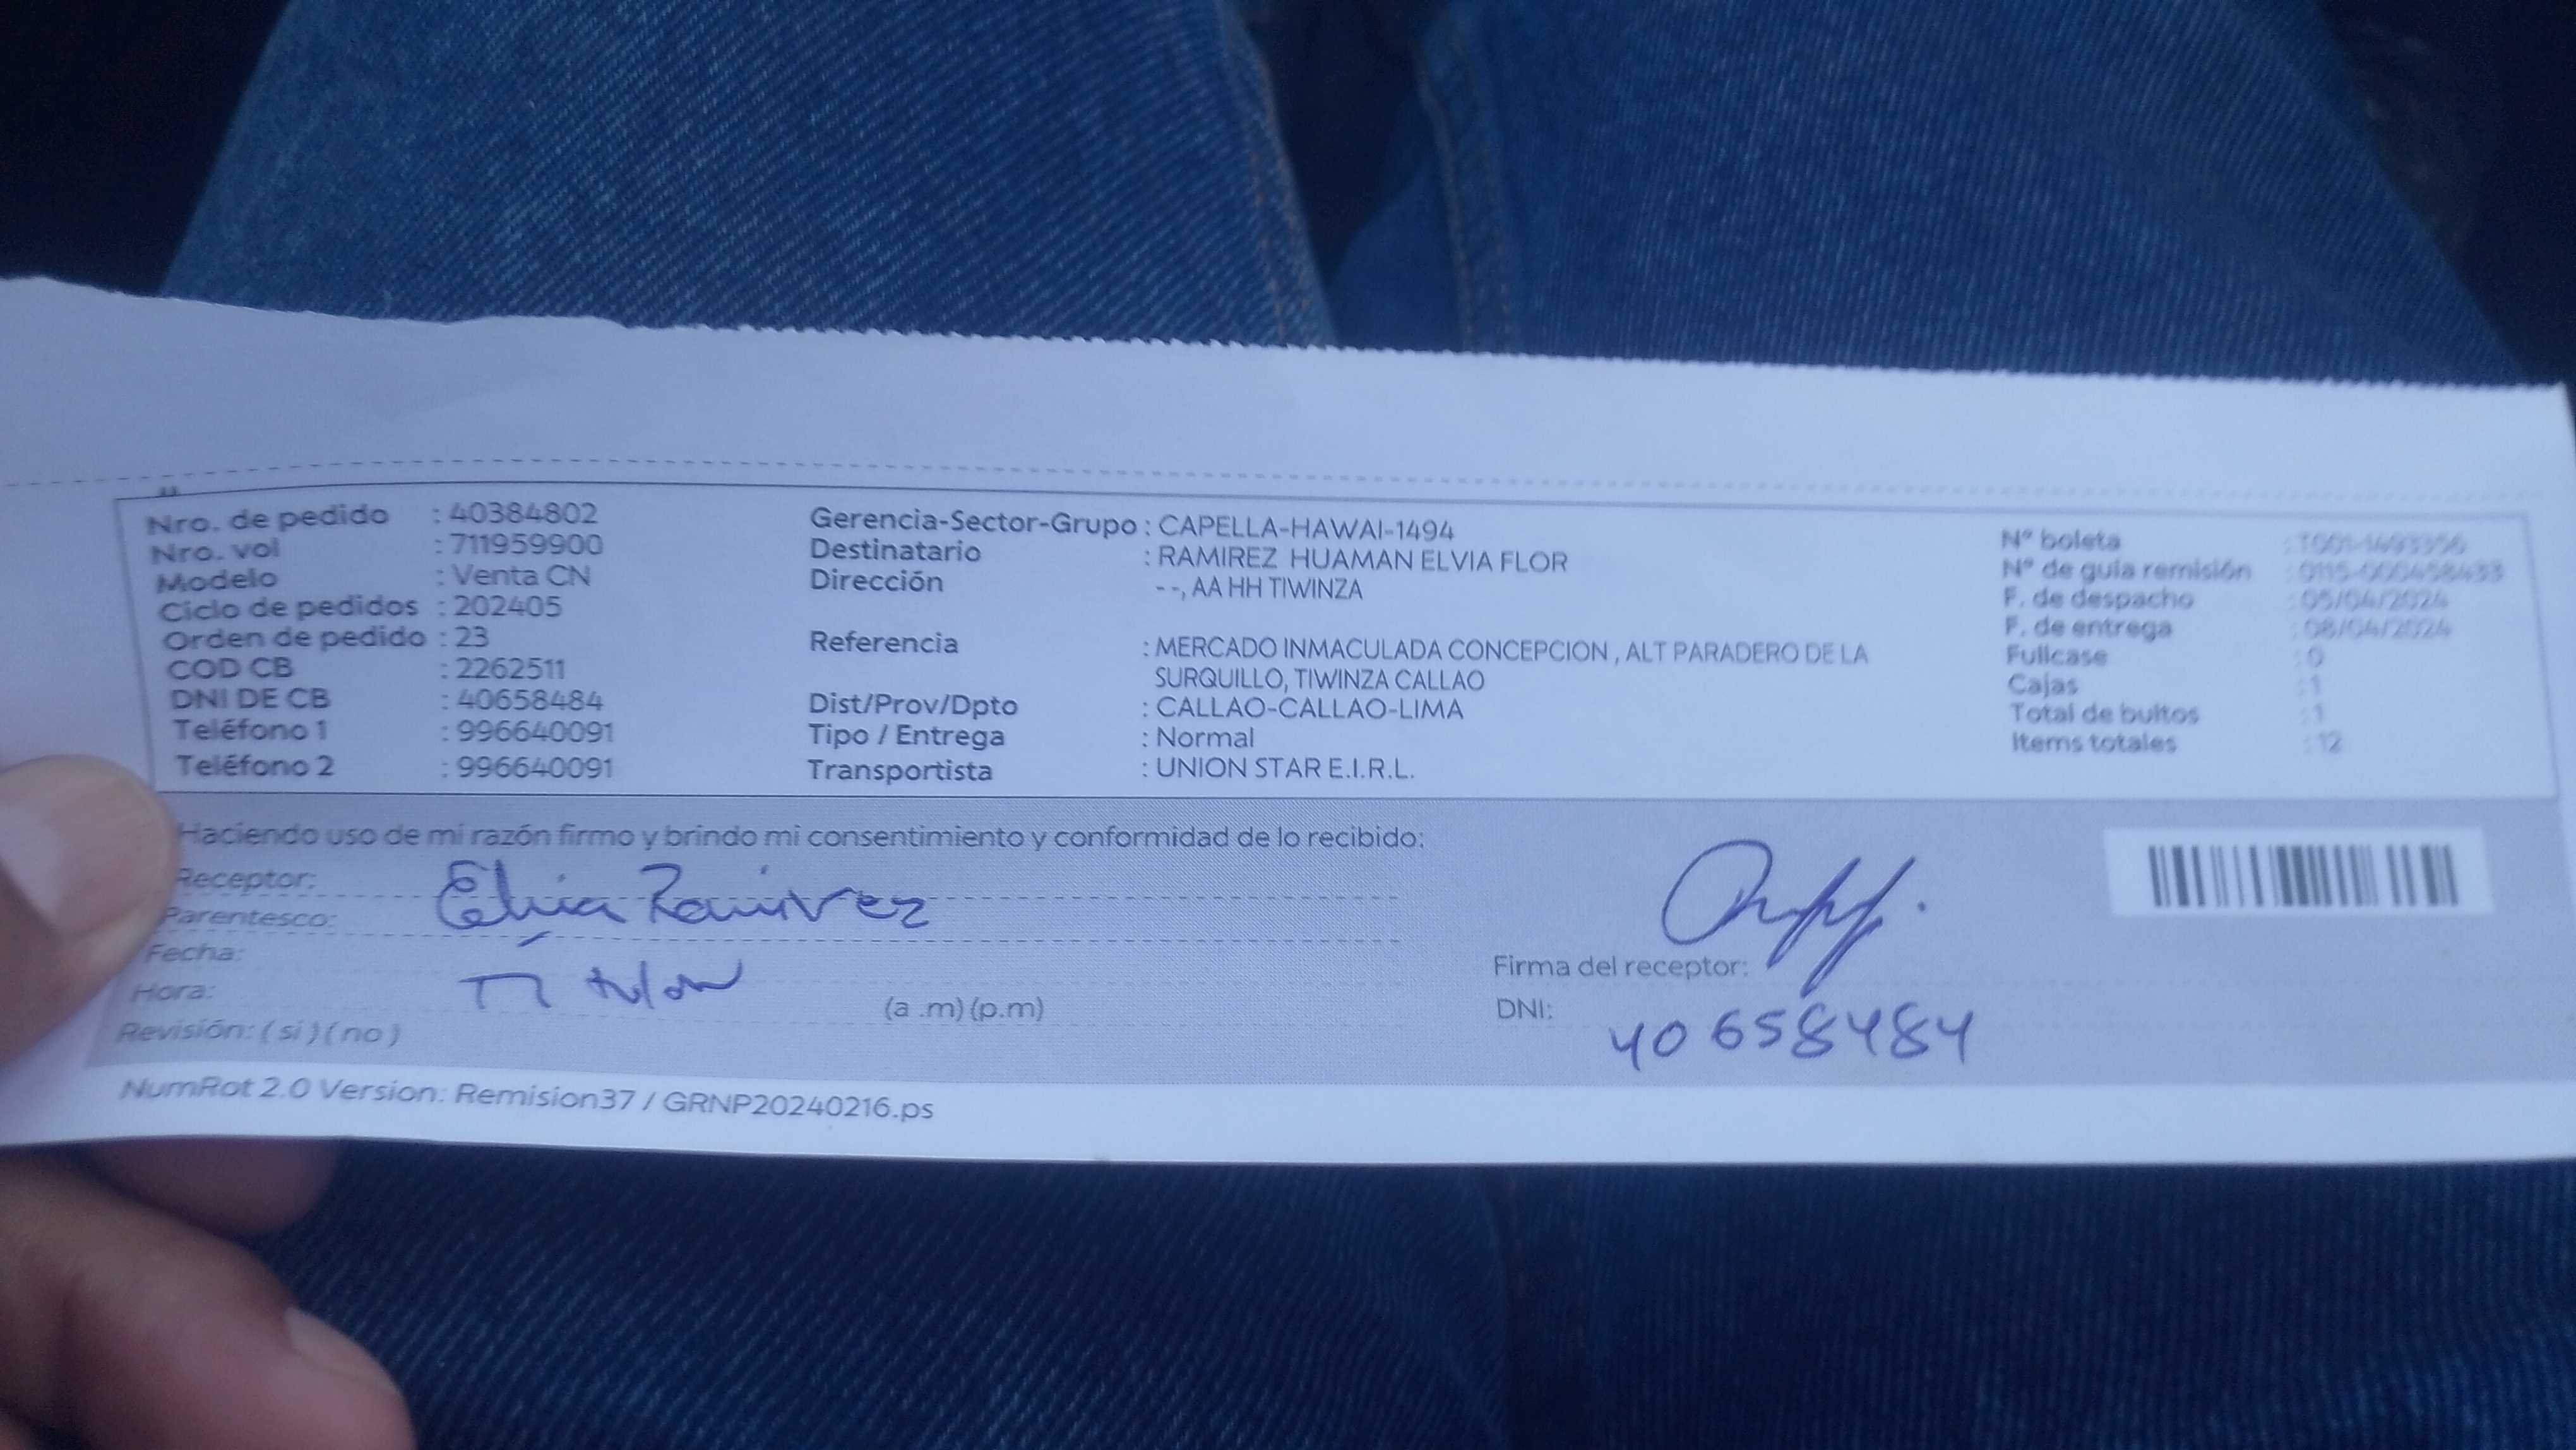 Nro. de pedido : 40384802
Nro. vol : 711959900
Modelo : Venta CN
Ciclo de pedidos : 202405
Orden de pedido : 23
COD CB : 2262511
DNI DE CB : 40658484
Teléfono 1 : 996640091
Teléfono 2 : 996640091
Gerencia-Sector-Grupo : CAPELLA-HAWAI-1494
Destinatario : RAMIREZ HUAMAN ELVIA FLOR
Dirección : --, AA HH TIWINZA
Referencia : MERCADO INMACULADA CONCEPCION , ALT PARADERO DE LA
SURQUILLO, TIWINZA CALLAO
Dist/Prov/Dpto : CALLAO-CALLAO-LIMA
Tipo / Entrega : Normal
Transportista : UNION STAR E.I.R.L.
N° boleta :
N° de guia remisión :
F. de despacho : 05/04/2024
F. de entrega : 08/04/2024
Fullcase : 0
Cajas : 1
Total de bultos : 1
Items totales : 12
Haciendo uso de mi razón firmo y brindo mi consentimiento y conformidad de lo recibido:
Receptor: Elvia Ramirez
Parentesco:
Fecha:
Hora: (a .m) (p.m)
Revisión: ( si ) ( no )
Firma del receptor:
DNI: 40658484
NumRot 2.0 Version: Remision37 / GRNP20240216.ps